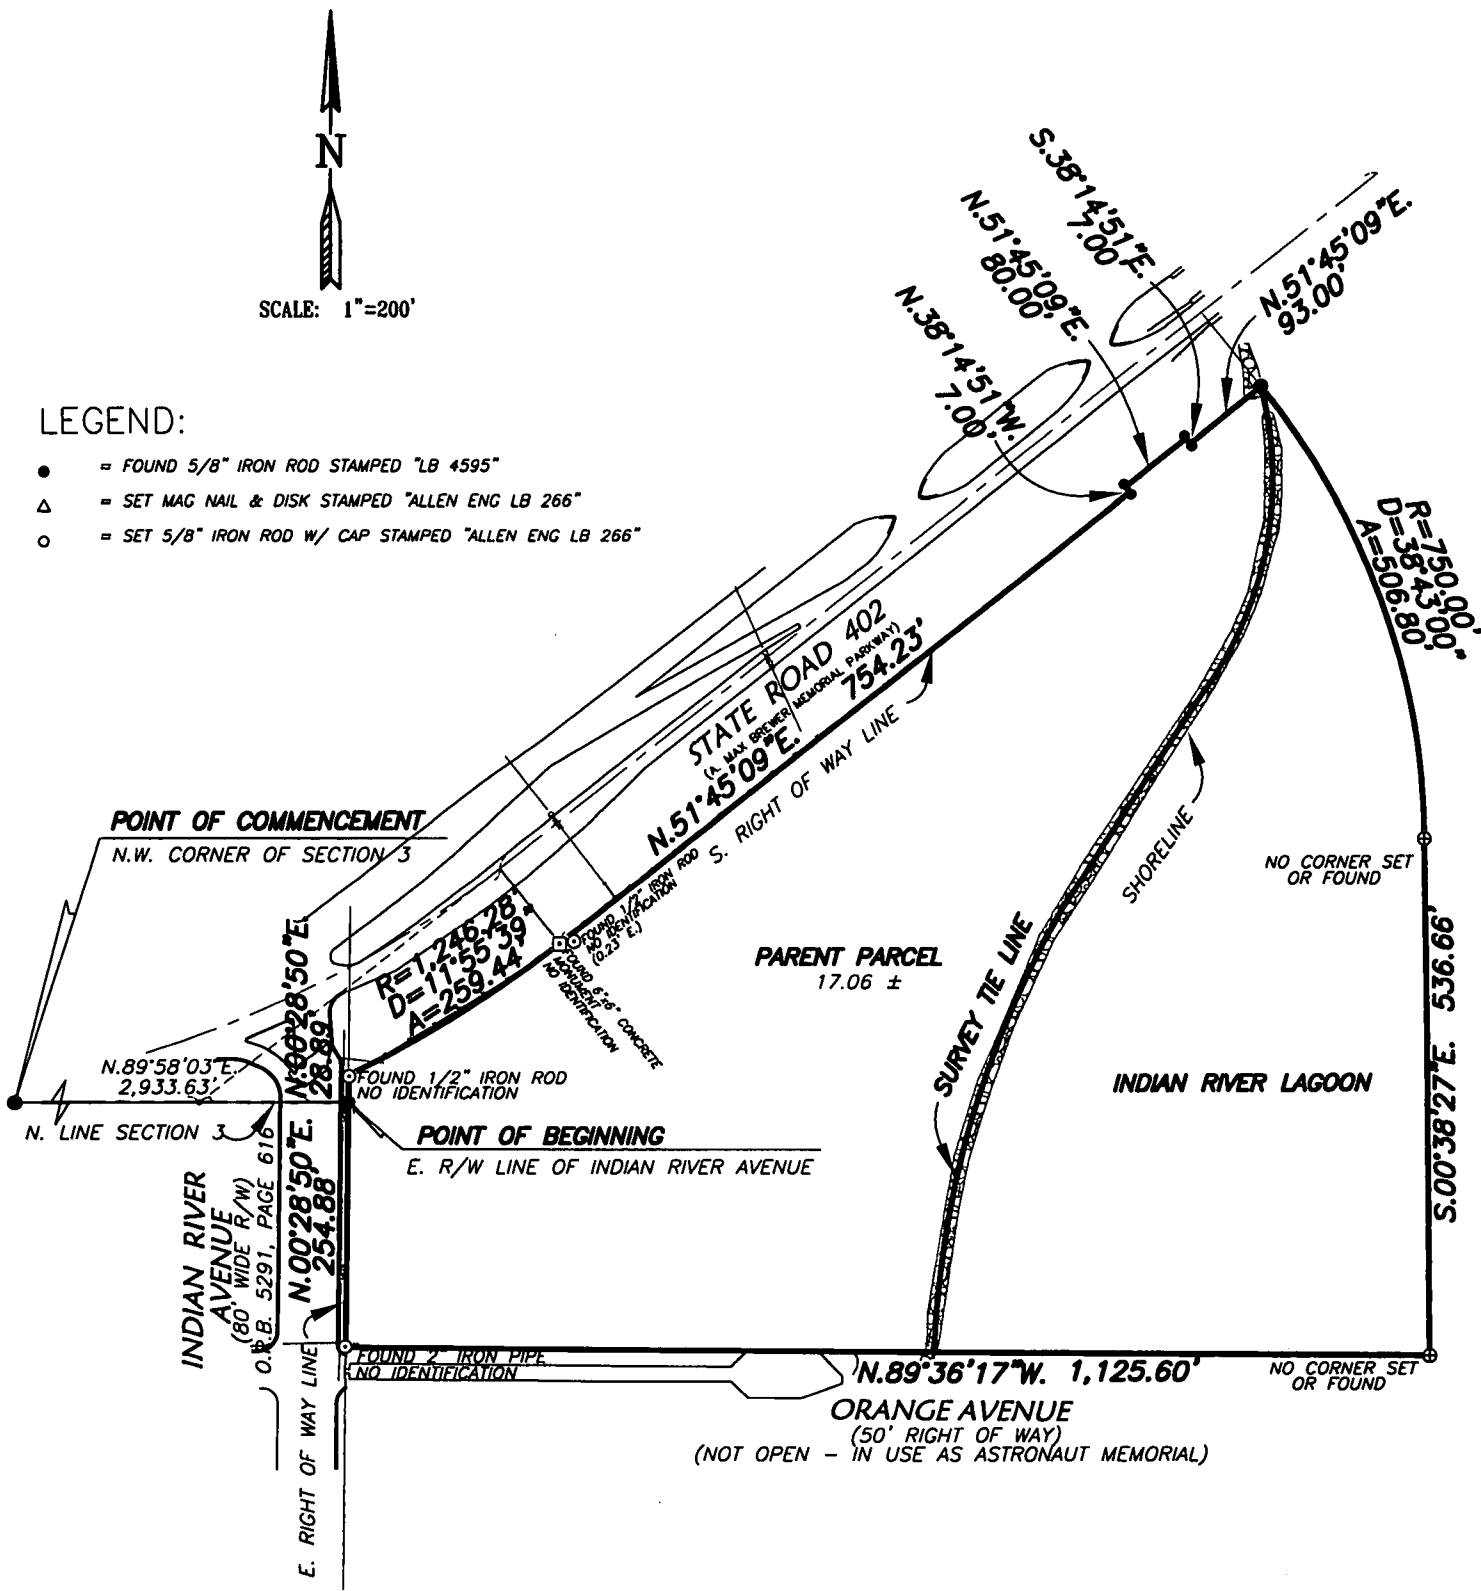 N
SCALE: 1"=200'
LEGEND:
= FOUND 5/8" IRON ROD STAMPED "LB 4595"
= SET MAG NAIL & DISK STAMPED "ALLEN ENG LB 266"
= SET 5/8" IRON ROD W/ CAP STAMPED "ALLEN ENG LB 266"
S.38°14'51"E.
7.00'
N.51°45'09"E.
80.00'
N.38°14'51"W.
7.00'
N.51°45'09"E.
93.00'
R=750.00'
D=38°43'00"
A=506.80'
STATE ROAD 402
(A. MAX BREWER MEMORIAL PARKWAY)
N.51°45'09"E.
754.23'
S. RIGHT OF WAY LINE
POINT OF COMMENCEMENT
N.W. CORNER OF SECTION 3
R=1,246.28'
D=11°55'39"
A=259.44'
FOUND 1/2" IRON ROD
NO IDENTIFICATION
(0.23' E.)
FOUND 6"x6" CONCRETE
MONUMENT
NO IDENTIFICATION
SHORELINE
NO CORNER SET
OR FOUND
PARENT PARCEL
17.06 ±
SURVEY TIE LINE
INDIAN RIVER LAGOON
S.00°38'27"E. 536.66'
N.00°28'50"E.
28.89'
N.89°58'03"E.
2,933.63'
N. LINE SECTION 3
FOUND 1/2" IRON ROD
NO IDENTIFICATION
POINT OF BEGINNING
E. R/W LINE OF INDIAN RIVER AVENUE
INDIAN RIVER
AVENUE
(80' WIDE R/W)
O.R.B. 5291, PAGE 616
N.00°28'50"E.
254.88'
E. RIGHT OF WAY LINE
FOUND 2" IRON PIPE
NO IDENTIFICATION
N.89°36'17"W. 1,125.60'
NO CORNER SET
OR FOUND
ORANGE AVENUE
(50' RIGHT OF WAY)
(NOT OPEN - IN USE AS ASTRONAUT MEMORIAL)